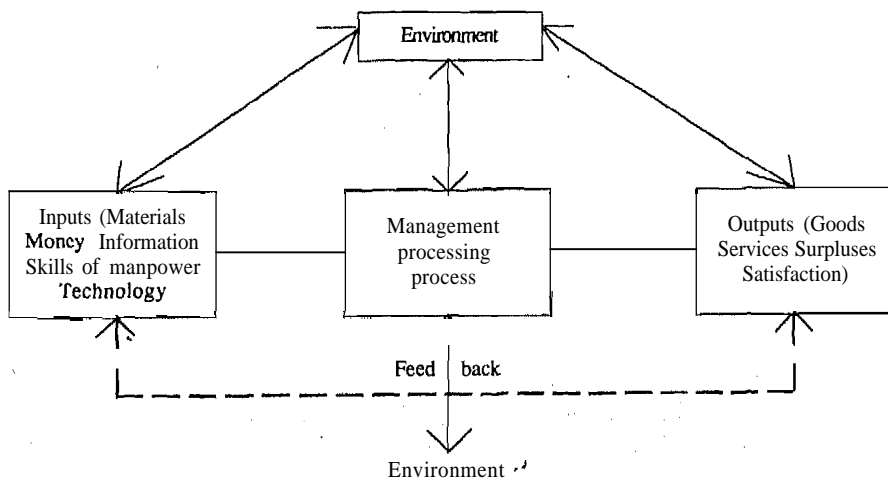 Environment
Inputs (Materials
Money Information
Skills of manpower
Technology
Management
processing
process
Outputs (Goods
Services Surpluses
Satisfaction)
Feed back
Environment